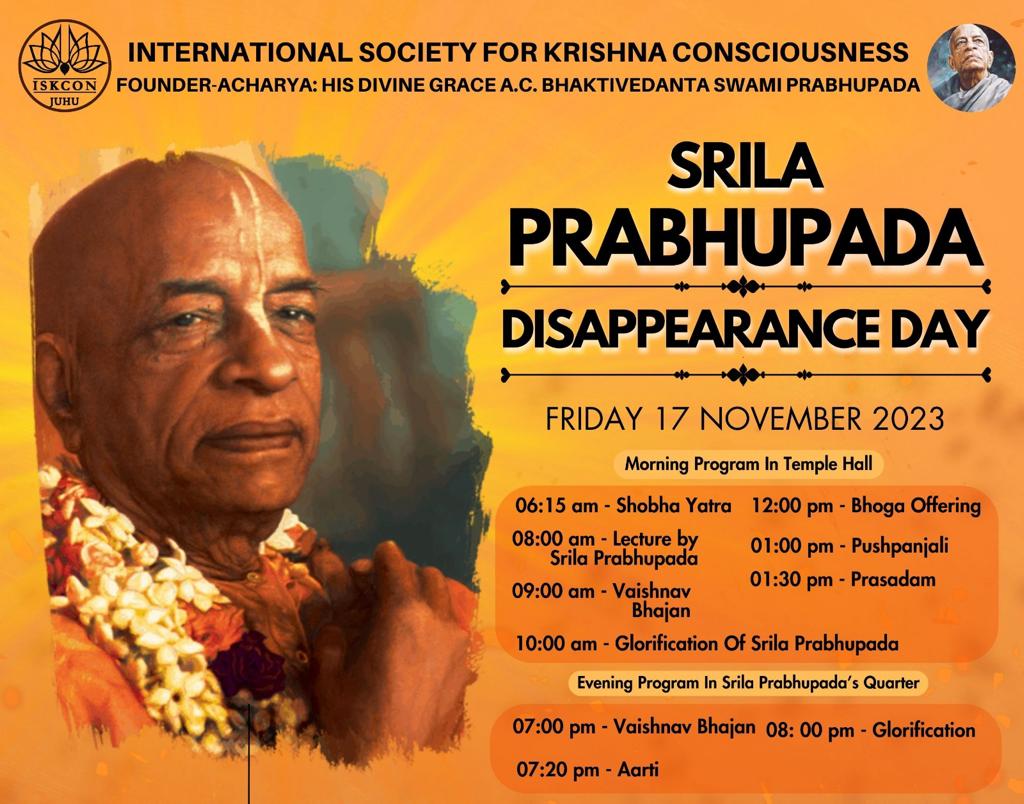 ISKCON
JUHU
INTERNATIONAL SOCIETY FOR KRISHNA CONSCIOUSNESS
FOUNDER-ACHARYA: HIS DIVINE GRACE A.C. BHAKTIVEDANTA SWAMI PRABHUPADA
SRILA
PRABHUPADA
DISAPPEARANCE DAY
FRIDAY 17 NOVEMBER 2023
Morning Program In Temple Hall
06:15 am - Shobha Yatra
08:00 am - Lecture by
Srila Prabhupada
09:00 am - Vaishnav
Bhajan
10:00 am - Glorification Of Srila Prabhupada
12:00 pm - Bhoga Offering
01:00 pm - Pushpanjali
01:30 pm - Prasadam
Evening Program In Srila Prabhupada's Quarter
07:00 pm - Vaishnav Bhajan
07:20 pm - Aarti
08: 00 pm - Glorification